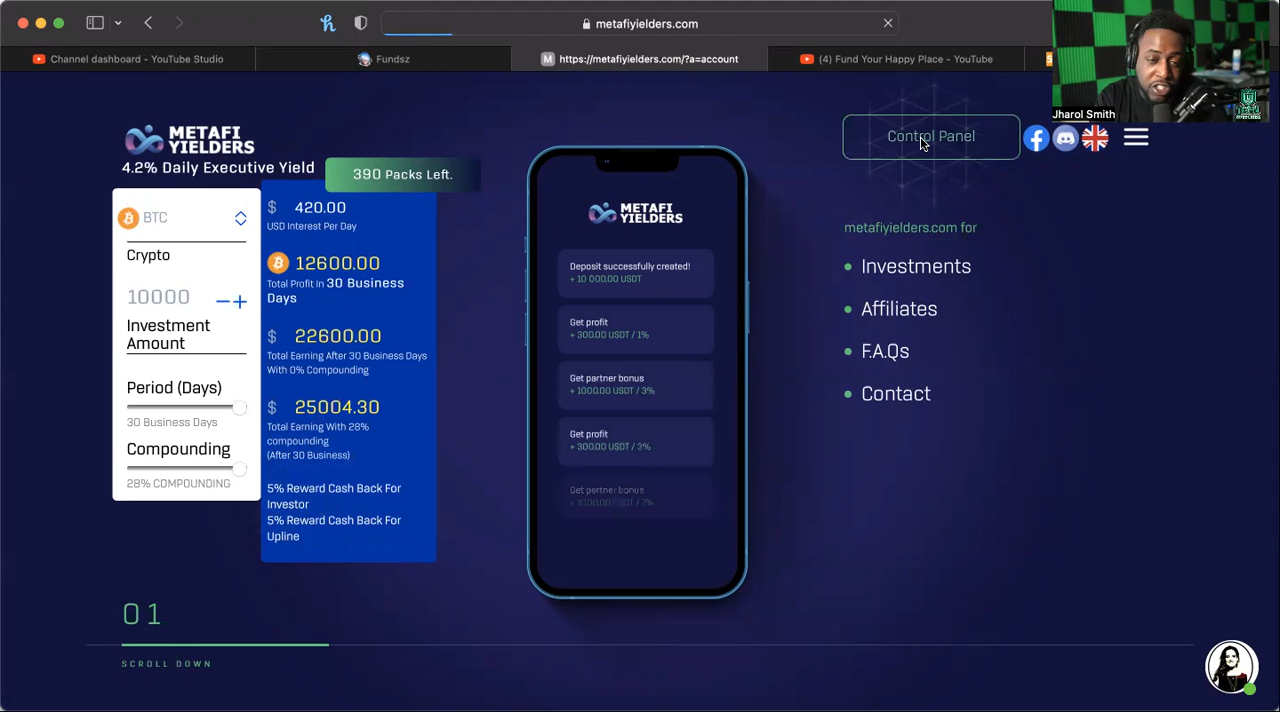 metafiyielders.com
Channel dashboard - YouTube Studio
Fundsz
M https://metafiyielders.com/?a=account
(4) Fund Your Happy Place - YouTube
Jharol Smith
METAFI
YIELDERS
4.2% Daily Executive Yield
390 Packs Left.
BTC
Crypto
10000
Investment
Amount
Period (Days)
30 Business Days
Compounding
28% COMPOUNDING
$ 420.00
USD Interest Per Day
12600.00
Total Profit In 30 Business
Days
$ 22600.00
Total Earning After 30 Business Days
With 0% Compounding
$ 25004.30
Total Earning With 28%
compounding
(After 30 Business)
5% Reward Cash Back For
Investor
5% Reward Cash Back For
Upline
METAFI
YIELDERS
Deposit successfully created!
+ 10 000.00 USDT
Get profit
+ 300.00 USDT / 1%
Get partner bonus
+ 1000.00 USDT / 3%
Get profit
+ 300.00 USDT / 3%
Get partner bonus
Control Panel
metafiyielders.com for
Investments
Affiliates
F.A.Qs
Contact
01
SCROLL DOWN